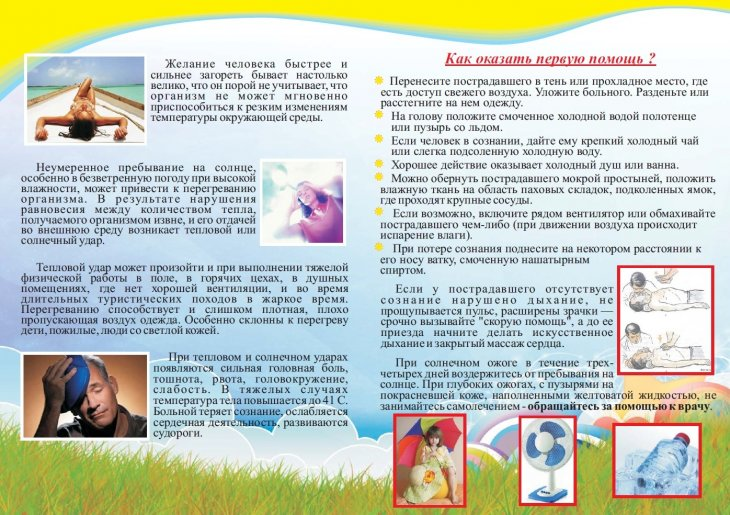 Желание человека быстрее и
сильнее загореть бывает настолько
велико, что он порой не учитывает, что
организм не может мгновенно
приспособиться к резким изменениям
температуры окружающей среды.
Неумеренное пребывание на солнце,
особенно в безветренную погоду при высокой
влажности, может привести к перегреванию
организма. В результате нарушения
равновесия между количеством тепла,
получаемого организмом извне, и его отдачей
во внешнюю среду возникает тепловой или
солнечный удар.
Тепловой удар может произойти и при выполнении тяжелой
физической работы в поле, в горячих цехах, в душных
помещениях, где нет хорошей вентиляции, и во время
длительных туристических походов в жаркое время.
Перегреванию способствует и слишком плотная, плохо
пропускающая воздух одежда. Особенно склонны к перегреву
дети, пожилые, люди со светлой кожей.
При тепловом и солнечном ударах
появляются сильная головная боль,
тошнота, рвота, головокружение,
слабость. В тяжелых случаях
температура тела повышается до 41 С.
Больной теряет сознание, ослабляется
сердечная деятельность, развиваются
судороги.
Как оказать первую помощь ?
Перенесите пострадавшего в тень или прохладное место, где
есть доступ свежего воздуха. Уложите больного. Разденьте или
расстегните на нем одежду.
На голову положите смоченное холодной водой полотенце
или пузырь со льдом.
Если человек в сознании, дайте ему крепкий холодный чай
или слегка подсоленную холодную воду.
Хорошее действие оказывает холодный душ или ванна.
Можно обернуть пострадавшего мокрой простыней, положить
влажную ткань на область паховых складок, подколенных ямок,
где проходят крупные сосуды.
Если возможно, включите рядом вентилятор или обмахивайте
пострадавшего чем-либо (при движении воздуха происходит
испарение влаги).
При потере сознания поднесите на некотором расстоянии к
его носу ватку, смоченную нашатырным
спиртом.
Если у пострадавшего отсутствует
сознание нарушено дыхание, не
прощупывается пульс, расширены зрачки —
срочно вызывайте "скорую помощь", а до ее
приезда начните делать искусственное
дыхание и закрытый массаж сердца.
При солнечном ожоге в течение трех-
четырех дней воздержитесь от пребывания на
солнце. При глубоких ожогах, с пузырями на
покрасневшей коже, наполненными желтоватой жидкостью, не
занимайтесь самолечением - обращайтесь за помощью к врачу.